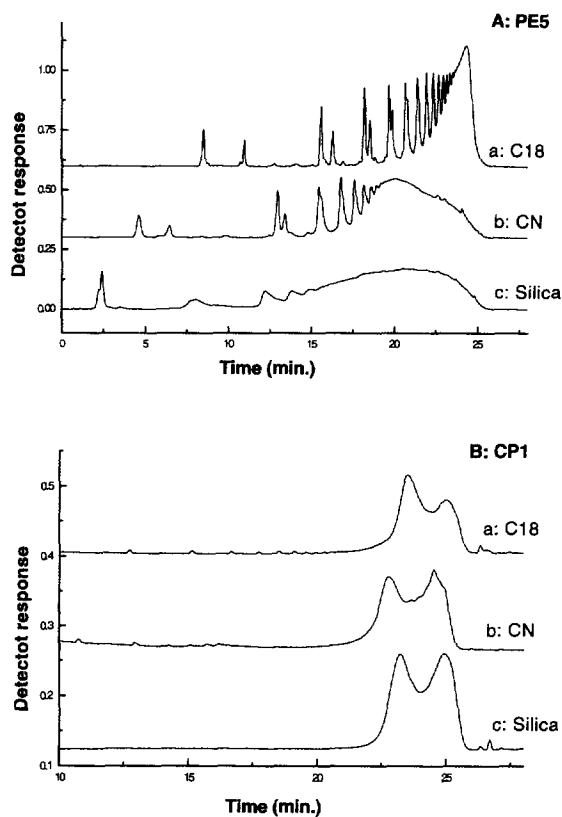 A: PE5
1.00
0.75
0.50
0.25
0.00
Detectot response
a: C18
b: CN
c: Silica
0 5 10 15 20 25
Time (min.)
B: CP1
0.5
0.4
0.3
0.2
0.1
Detectot response
a: C18
b: CN
c: Silica
10 15 20 25
Time (min.)